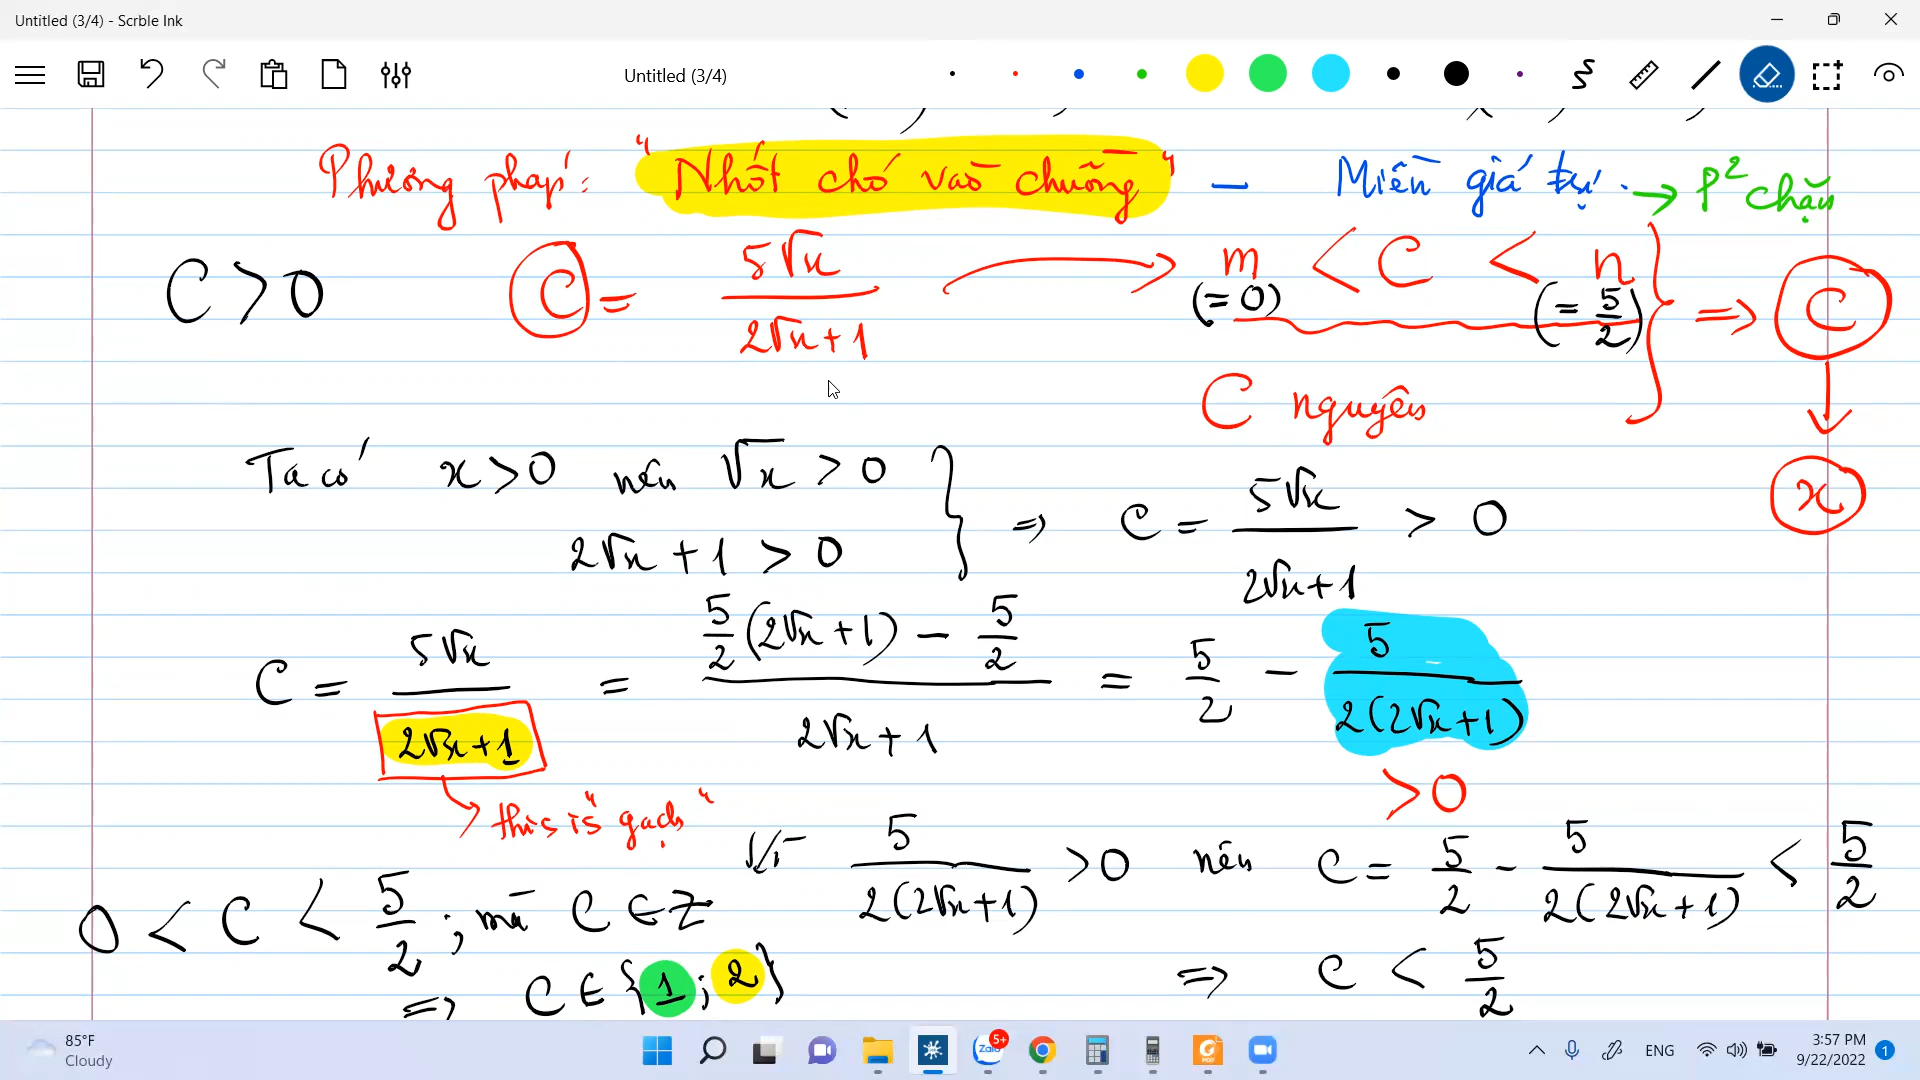 Untitled (3/4) - Scrble Ink
Untitled (3/4)
Phương pháp: "Nhốt chó vào chuồng" - Miền giá trị. → P² chặn
C > 0
C = 5√x / (2√x + 1) → m < C < n ⇒ C
(= 0) (= 5/2)
C nguyên
Ta có x > 0 nên √x > 0
2√x + 1 > 0
⇒ C = 5√x / (2√x + 1) > 0
x
C = 5√x / (2√x + 1) = (5/2 (2√x + 1) - 5/2) / (2√x + 1) = 5/2 - 5 / (2(2√x + 1))
> 0
this is "gạch"
Vì 5 / (2(2√x + 1)) > 0 nên C = 5/2 - 5 / (2(2√x + 1)) < 5/2
0 < C < 5/2 ; mà C ∈ Z
⇒ C ∈ {1; 2}
⇒ C < 5/2
85°F
Cloudy
Zalo
5+
ENG
3:57 PM
9/22/2022
1